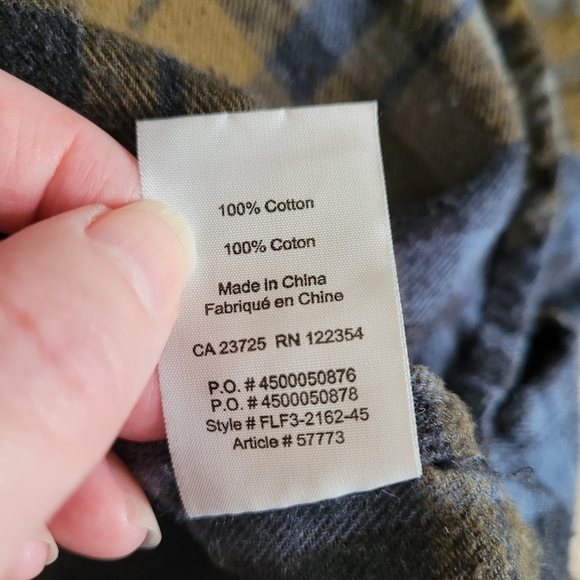 100% Cotton
100% Coton
Made in China
Fabriqué en Chine
CA 23725 RN 122354
P.O. # 4500050876
P.O. # 4500050878
Style # FLF3-2162-45
Article # 57773